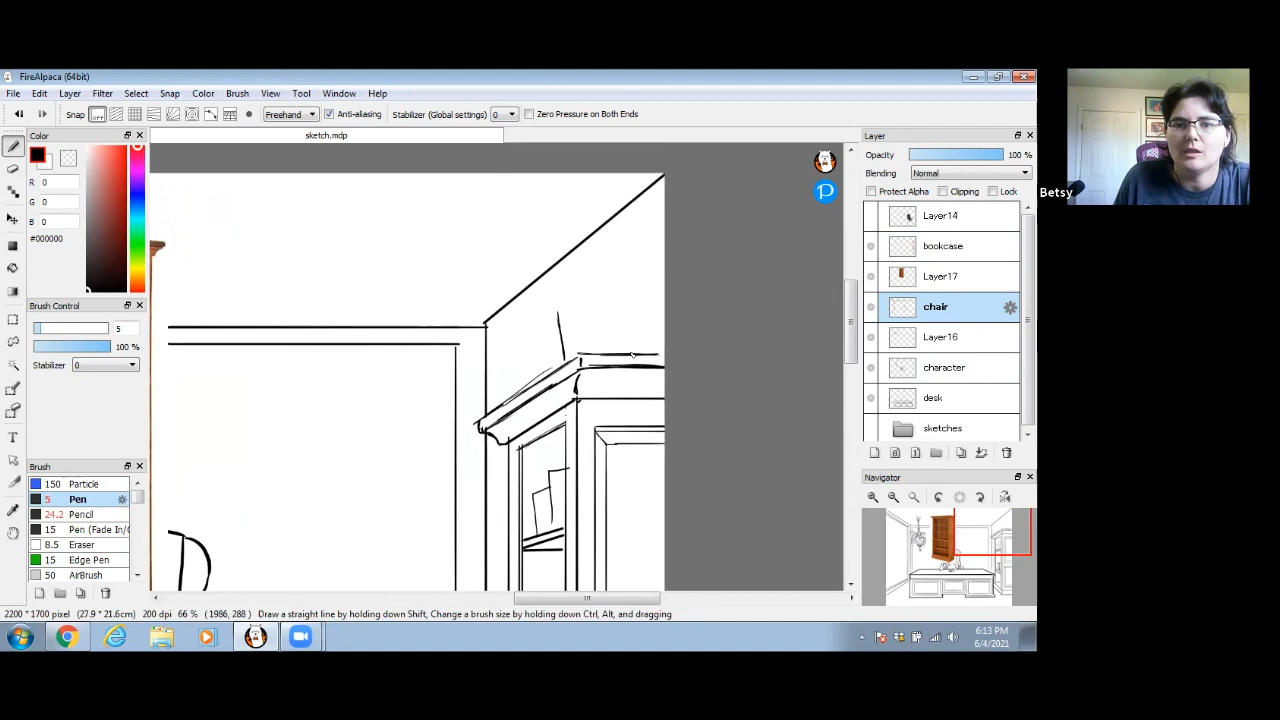 FireAlpaca (64bit)
File Edit Layer Filter Select Snap Color Brush View Tool Window Help
Snap OFF Freehand Anti-aliasing Stabilizer (Global settings) 0 Zero Pressure on Both Ends
Color
sketch.mdp
Layer
R 0
G 0
B 0
#000000
Opacity 100 %
Blending Normal
Protect Alpha Clipping Lock
Layer14
bookcase
Layer17
chair
Layer16
character
desk
sketches
Brush Control
5
100 %
Stabilizer 0
Brush
150 Particle
5 Pen
24.2 Pencil
15 Pen (Fade In/O
8.5 Eraser
15 Edge Pen
50 AirBrush
Navigator
2200 * 1700 pixel (27.9 * 21.6cm) 200 dpi 66 % (1986, 288) Draw a straight line by holding down Shift, Change a brush size by holding down Ctrl, Alt, and dragging
6:13 PM
6/4/2021
Betsy